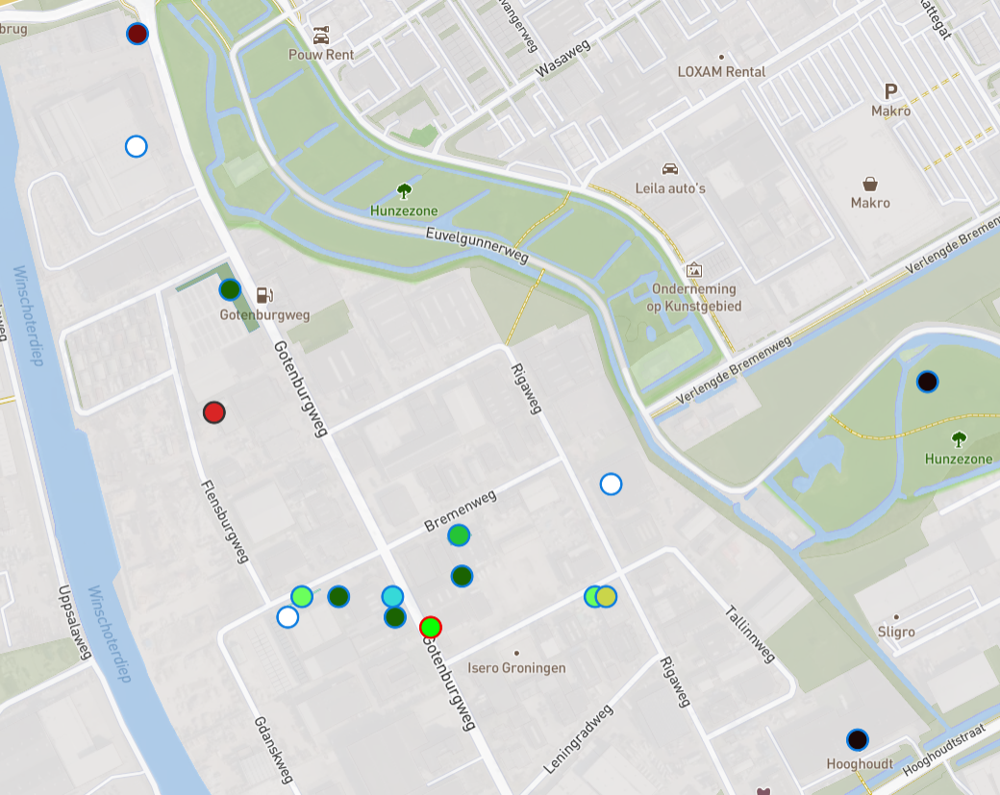 brug
Pouw Rent
Wasaweg
LOXAM Rental
P
Makro
Leila auto's
Makro
Hunzezone
Euvelgunnerweg
Verlengde Bremen
Onderneming
op Kunstgebied
Winschoterdiep
Gotenburgweg
Gotenburgweg
Verlengde Bremenweg
Rigaweg
Hunzezone
Flensburgweg
Bremenweg
Uppsalaweg
Winschoterdiep
Tallinnweg
Sligro
Isero Groningen
Gotenburgweg
Rigaweg
Gdanskweg
Leningradweg
Hooghoudt
Hooghoudtstraat